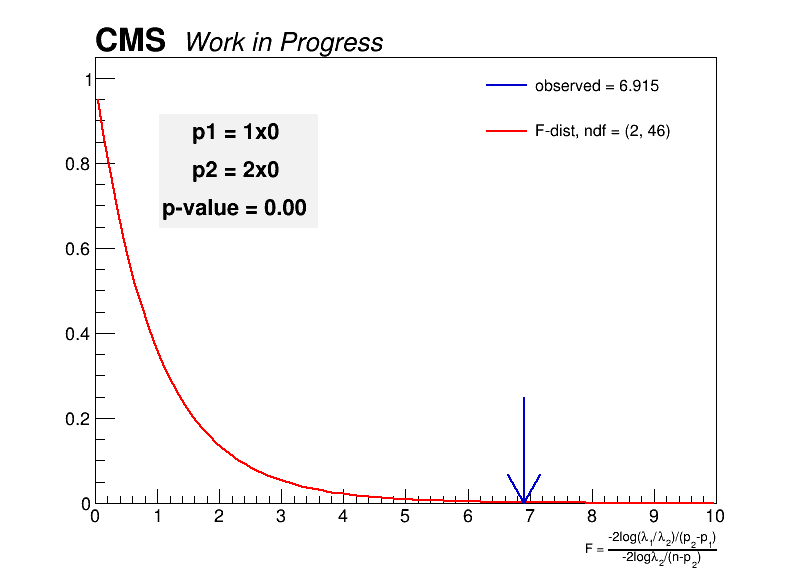 CMS Work in Progress
observed = 6.915
F-dist, ndf = (2, 46)
p1 = 1x0
p2 = 2x0
p-value = 0.00
1
0.8
0.6
0.4
0.2
0
0 1 2 3 4 5 6 7 8 9 10
F = -2log(λ₁/λ₂)/(p₂-p₁)
-2logλ₂/(n-p₂)